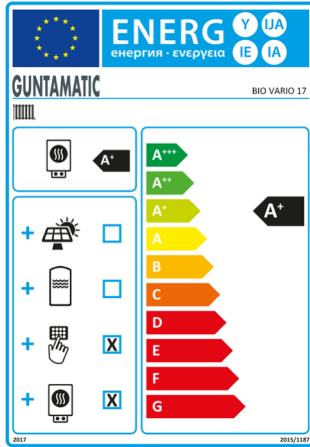 ENERG
Y IJA
енергия · ενεργεια
IE IA
GUNTAMATIC
BIO VARIO 17
A+
A+++
A++
A+
A+
A
B
C
D
X
E
F
X
G
2017
2015/1187